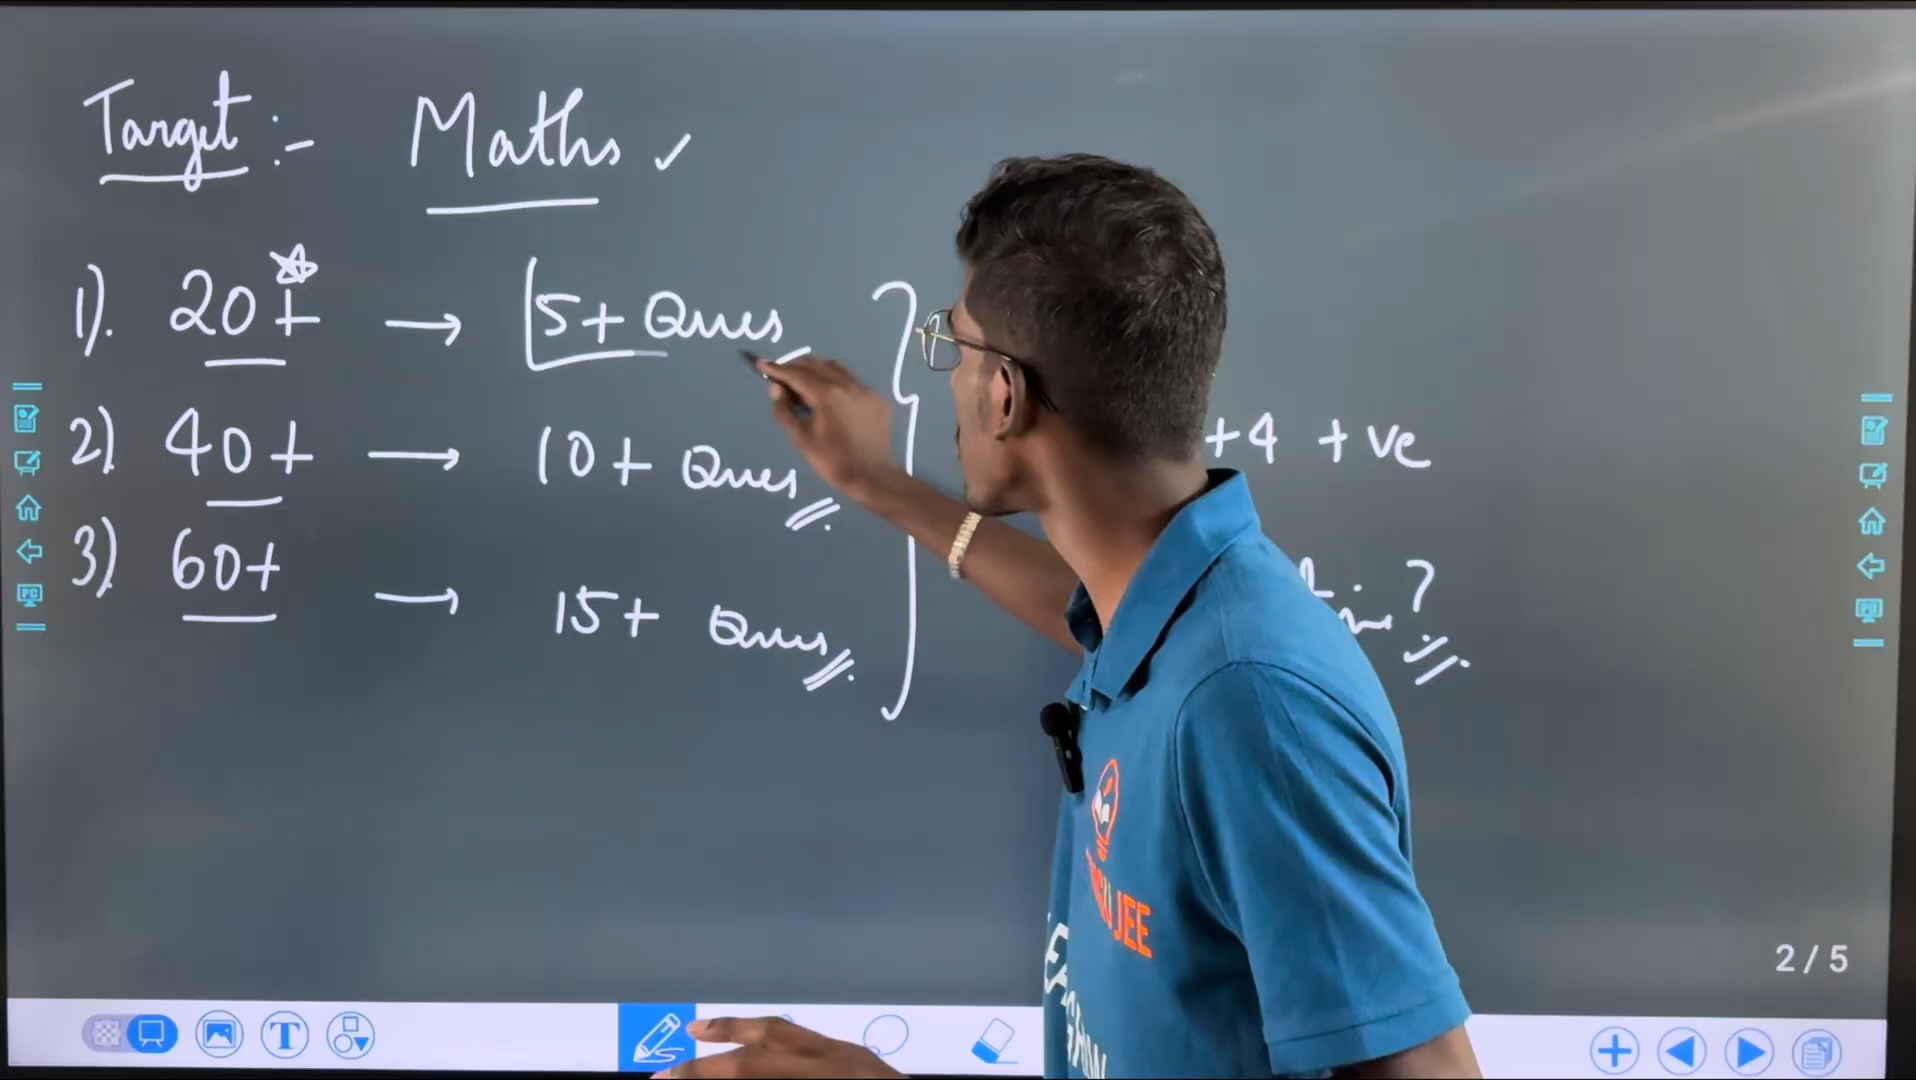 Target :- Maths ✓
1). 20+ → 5+ Ques
2) 40+ → 10+ Ques +4 +ve
3) 60+ → 15+ Ques ?
JEE
2 / 5
T
PC